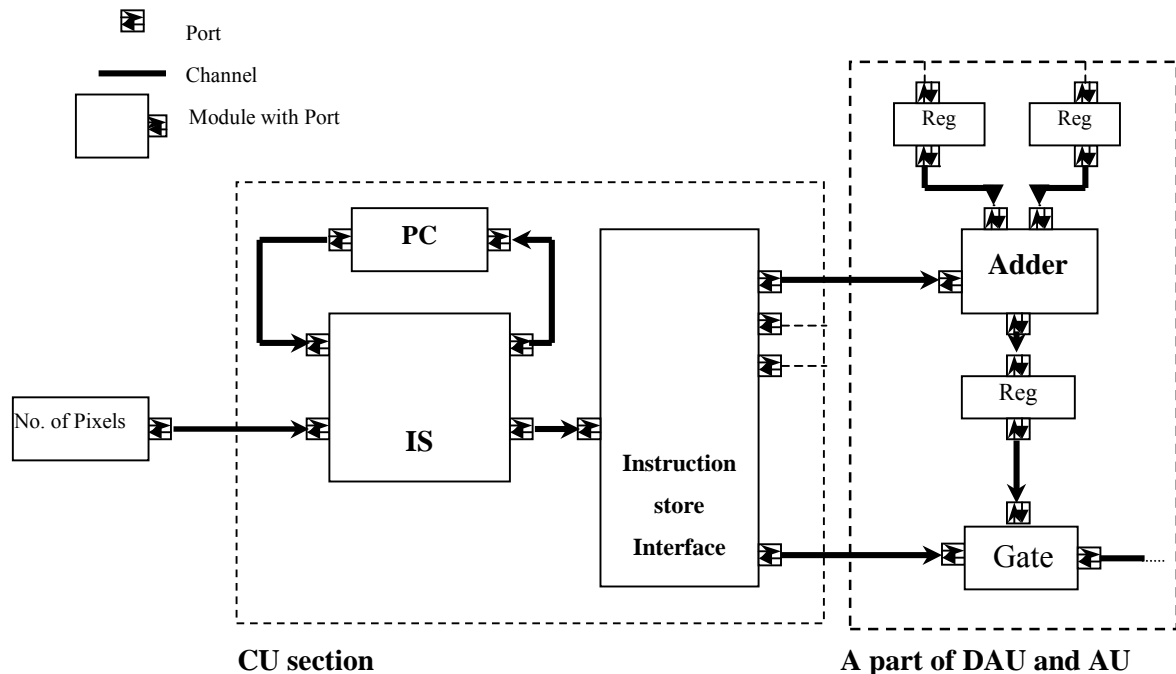 Port
Channel
Module with Port
Reg
Reg
PC
Adder
Reg
No. of Pixels
IS
Instruction
store
Interface
Gate
CU section
A part of DAU and AU